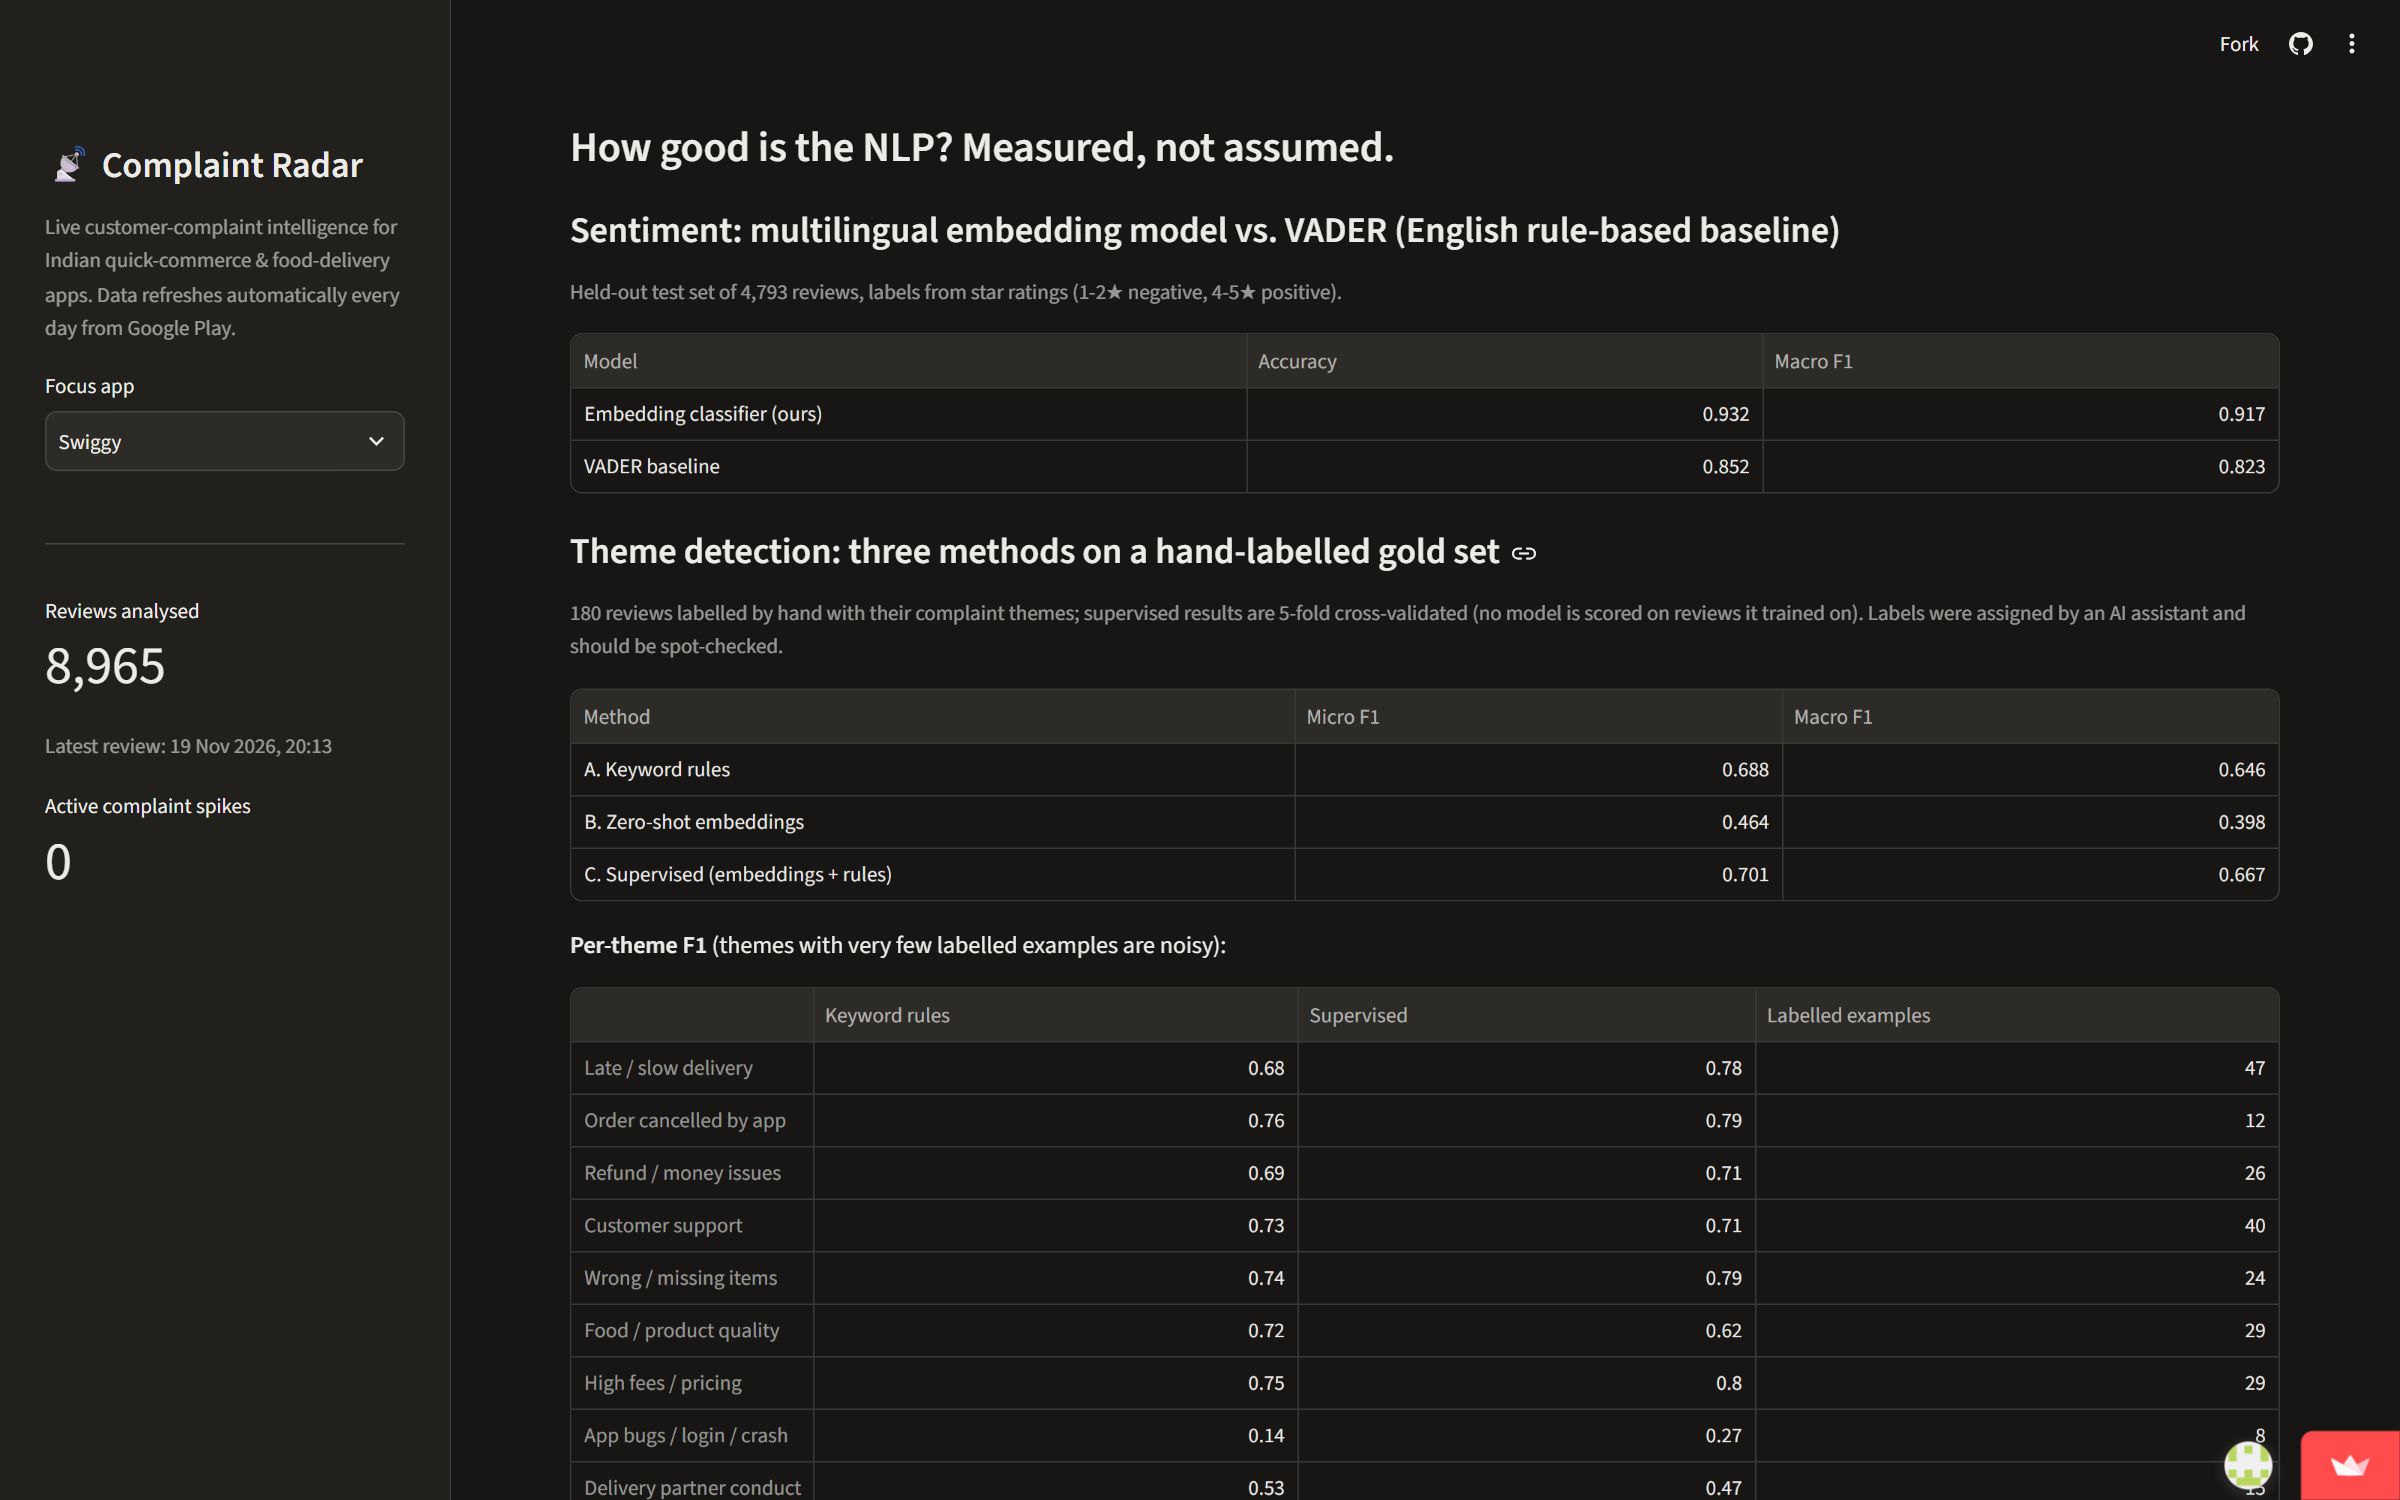 Fork
Complaint Radar
Live customer-complaint intelligence for
Indian quick-commerce & food-delivery
apps. Data refreshes automatically every
day from Google Play.
Focus app
Swiggy
Reviews analysed
8,965
Latest review: 19 Nov 2026, 20:13
Active complaint spikes
0
How good is the NLP? Measured, not assumed.
Sentiment: multilingual embedding model vs. VADER (English rule-based baseline)
Held-out test set of 4,793 reviews, labels from star ratings (1-2★ negative, 4-5★ positive).
Model Accuracy Macro F1
Embedding classifier (ours) 0.932 0.917
VADER baseline 0.852 0.823
Theme detection: three methods on a hand-labelled gold set
180 reviews labelled by hand with their complaint themes; supervised results are 5-fold cross-validated (no model is scored on reviews it trained on). Labels were assigned by an AI assistant and
should be spot-checked.
Method Micro F1 Macro F1
A. Keyword rules 0.688 0.646
B. Zero-shot embeddings 0.464 0.398
C. Supervised (embeddings + rules) 0.701 0.667
Per-theme F1 (themes with very few labelled examples are noisy):
Keyword rules Supervised Labelled examples
Late / slow delivery 0.68 0.78 47
Order cancelled by app 0.76 0.79 12
Refund / money issues 0.69 0.71 26
Customer support 0.73 0.71 40
Wrong / missing items 0.74 0.79 24
Food / product quality 0.72 0.62 29
High fees / pricing 0.75 0.8 29
App bugs / login / crash 0.14 0.27 8
Delivery partner conduct 0.53 0.47